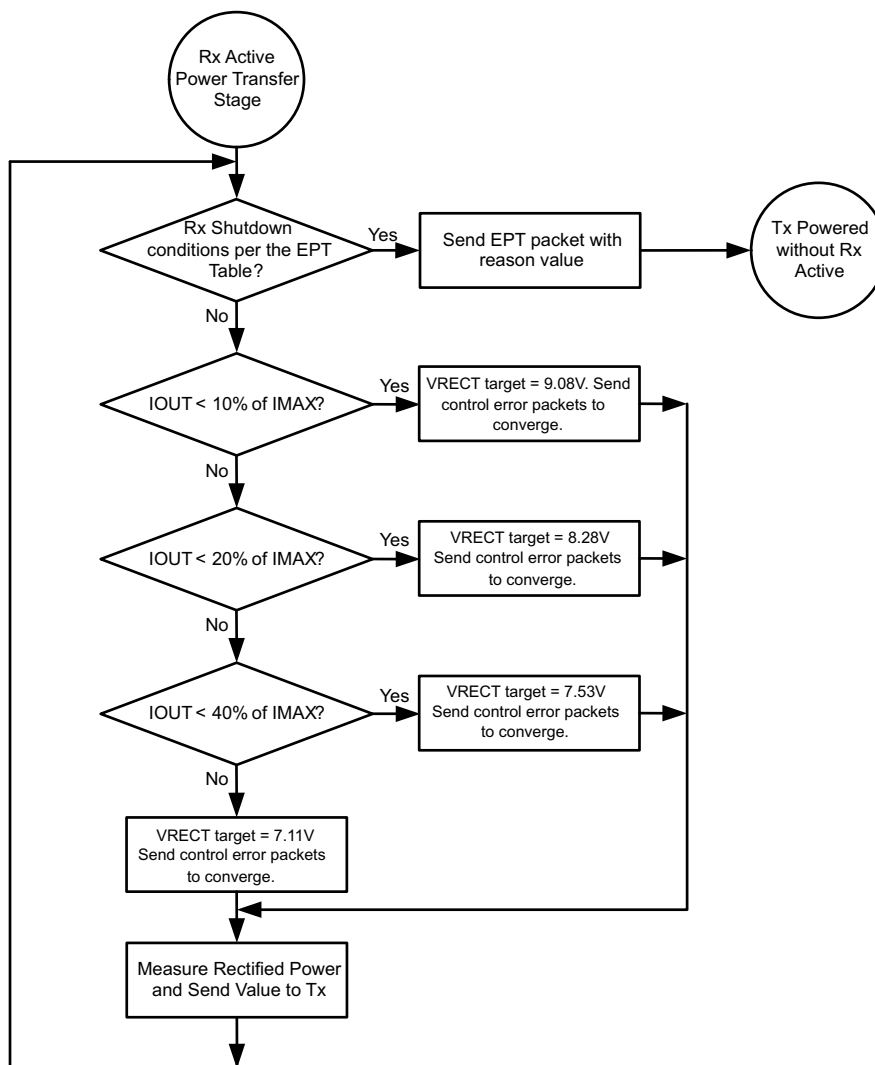 Rx Active
Power Transfer
Stage
Rx Shutdown
conditions per the EPT
Table?
Yes
Send EPT packet with
reason value
Tx Powered
without Rx
Active
No
IOUT < 10% of IMAX?
Yes
VRECT target = 9.08V. Send
control error packets to
converge.
No
IOUT < 20% of IMAX?
Yes
VRECT target = 8.28V
Send control error packets
to converge.
No
IOUT < 40% of IMAX?
Yes
VRECT target = 7.53V
Send control error packets
to converge.
No
VRECT target = 7.11V
Send control error packets
to converge.
Measure Rectified Power
and Send Value to Tx